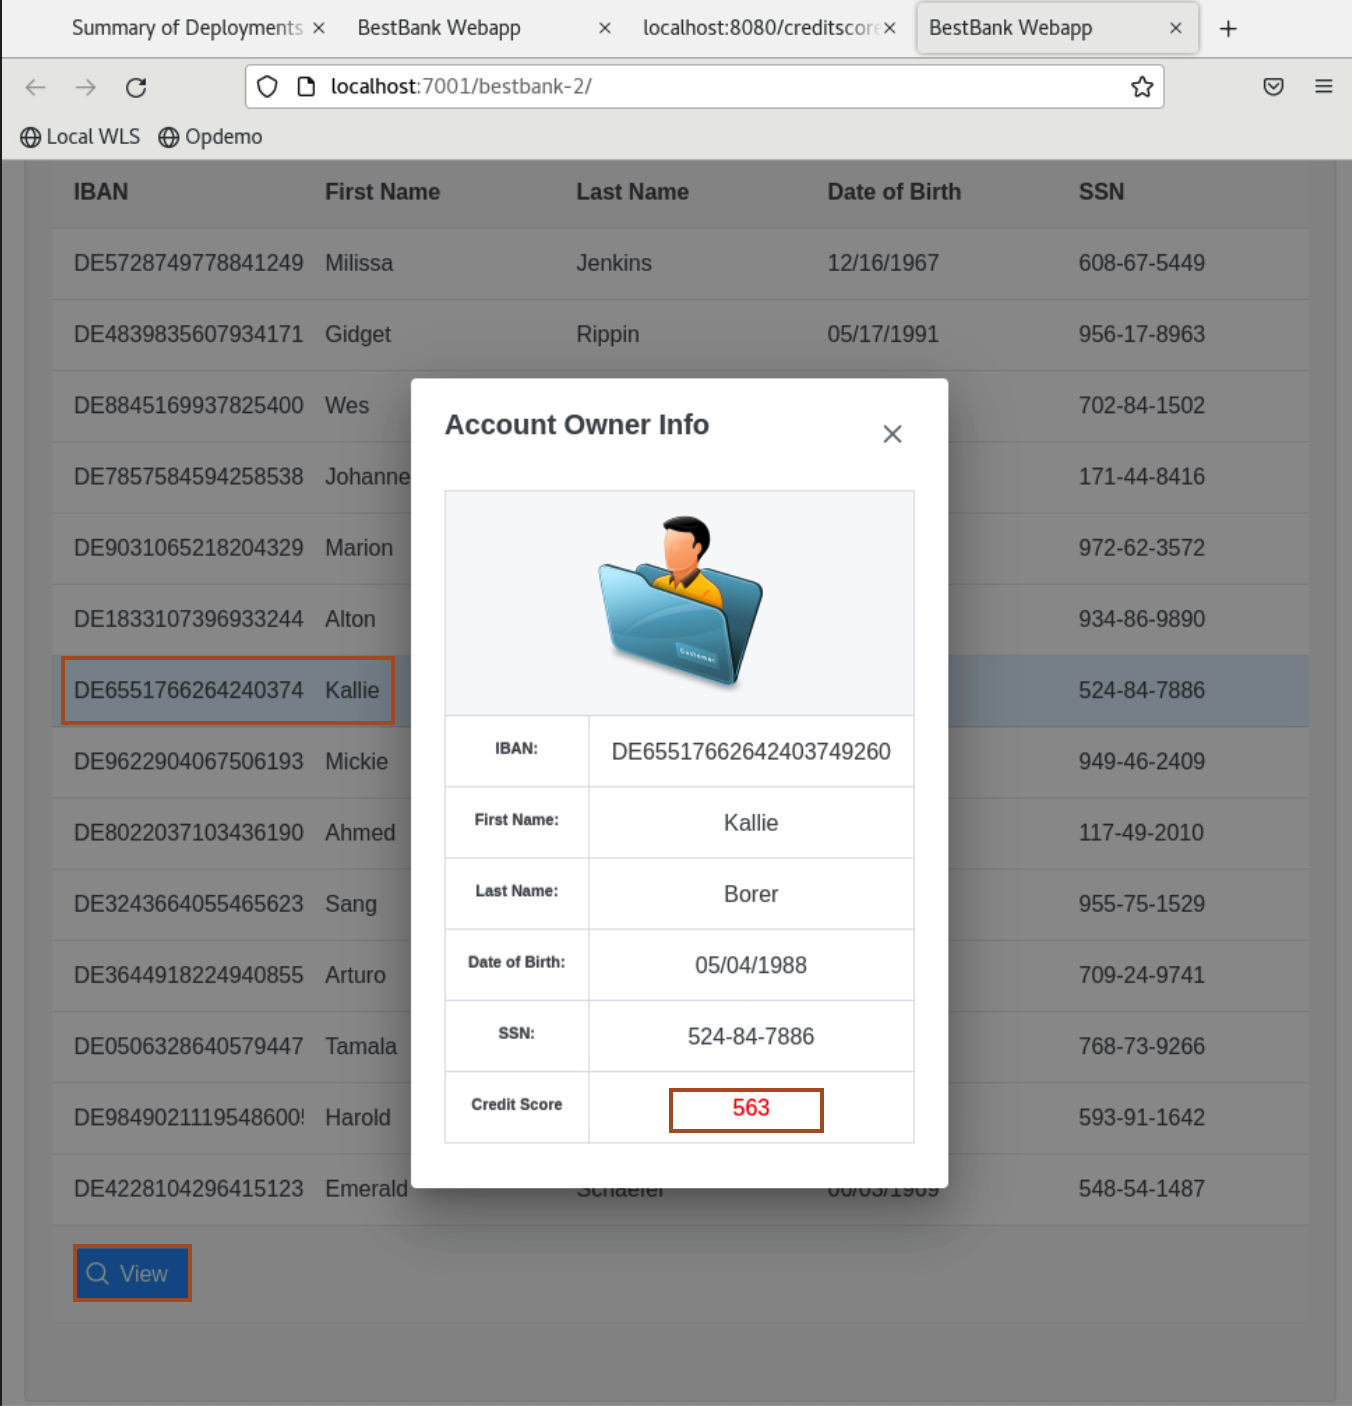 Summary of Deployments BestBank Webapp localhost:8080/creditscore BestBank Webapp
localhost:7001/bestbank-2/
Local WLS Opdemo
IBAN First Name Last Name Date of Birth SSN
DE5728749778841249 Milissa Jenkins 12/16/1967 608-67-5449
DE4839835607934171 Gidget Rippin 05/17/1991 956-17-8963
DE8845169937825400 Wes 702-84-1502
DE7857584594258538 Johanne 171-44-8416
DE9031065218204329 Marion 972-62-3572
DE1833107396933244 Alton 934-86-9890
DE6551766264240374 Kallie 524-84-7886
DE9622904067506193 Mickie 949-46-2409
DE8022037103436190 Ahmed 117-49-2010
DE3243664055465623 Sang 955-75-1529
DE3644918224940855 Arturo 709-24-9741
DE0506328640579447 Tamala 768-73-9266
DE9849021119548600 Harold 593-91-1642
DE4228104296415123 Emerald Schaefer 06/03/1969 548-54-1487
View
Account Owner Info
Customer
IBAN: DE65517662642403749260
First Name: Kallie
Last Name: Borer
Date of Birth: 05/04/1988
SSN: 524-84-7886
Credit Score 563